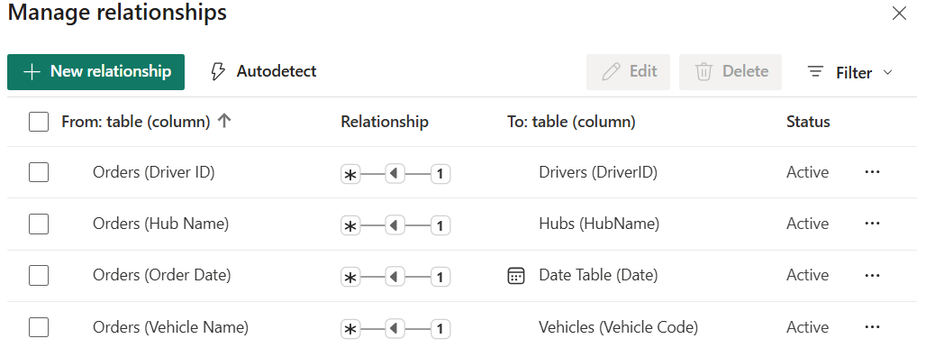 Manage relationships
New relationship Autodetect Edit Delete Filter
From: table (column) Relationship To: table (column) Status
Orders (Driver ID) * 1 Drivers (DriverID) Active
Orders (Hub Name) * 1 Hubs (HubName) Active
Orders (Order Date) * 1 Date Table (Date) Active
Orders (Vehicle Name) * 1 Vehicles (Vehicle Code) Active